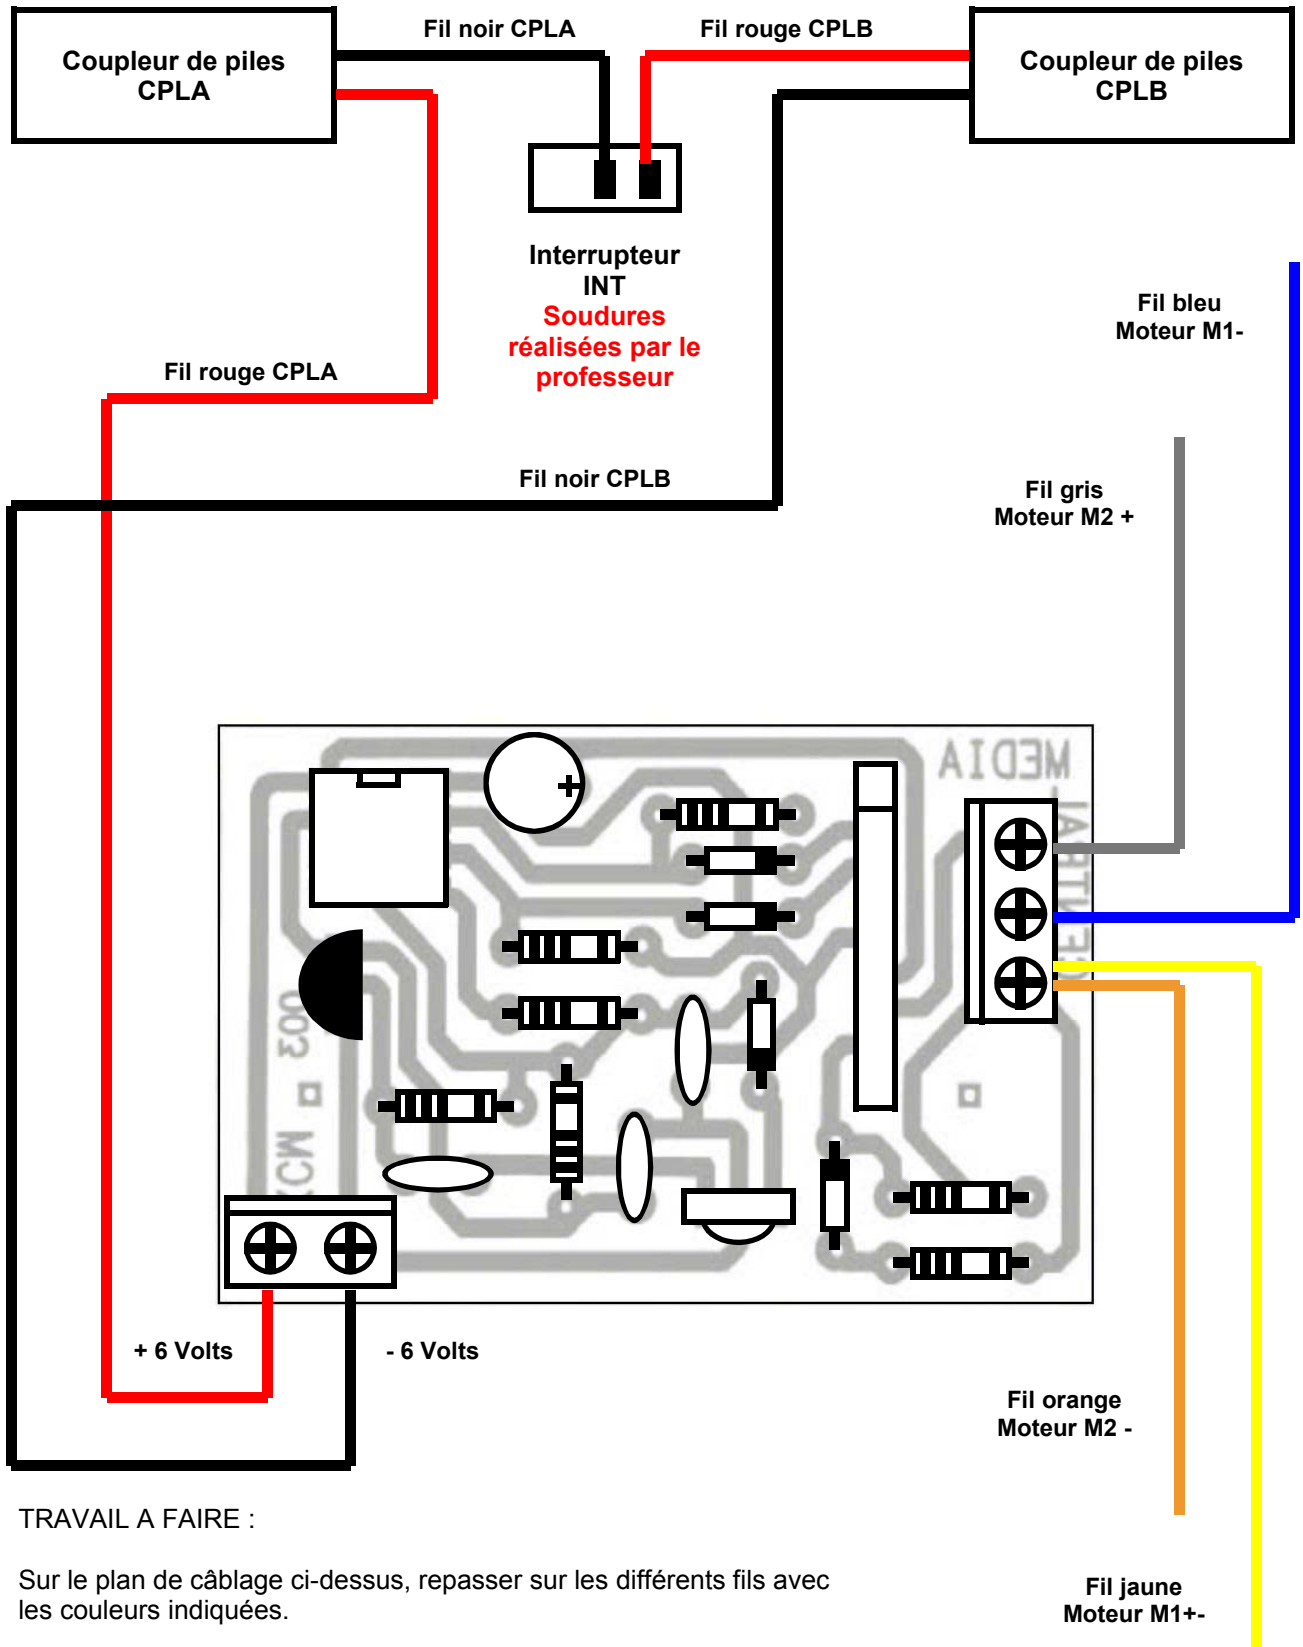 Fil noir CPLA
Fil rouge CPLB
Coupleur de piles
CPLA
Coupleur de piles
CPLB
Interrupteur
INT
Soudures
réalisées par le
professeur
Fil bleu
Moteur M1-
Fil rouge CPLA
Fil noir CPLB
Fil gris
Moteur M2 +
MEDIA
CENTRAL
003
MCX
+
+ 6 Volts
- 6 Volts
Fil orange
Moteur M2 -
TRAVAIL A FAIRE :
Sur le plan de câblage ci-dessus, repasser sur les différents fils avec
les couleurs indiquées.
Fil jaune
Moteur M1+-